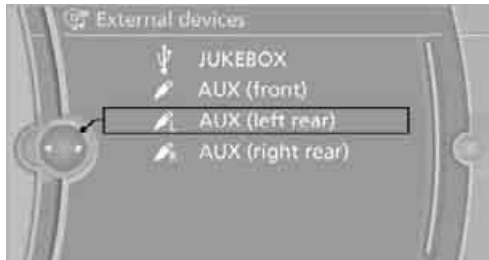 External devices
JUKEBOX
AUX (front)
AUX (left rear)
AUX (right rear)